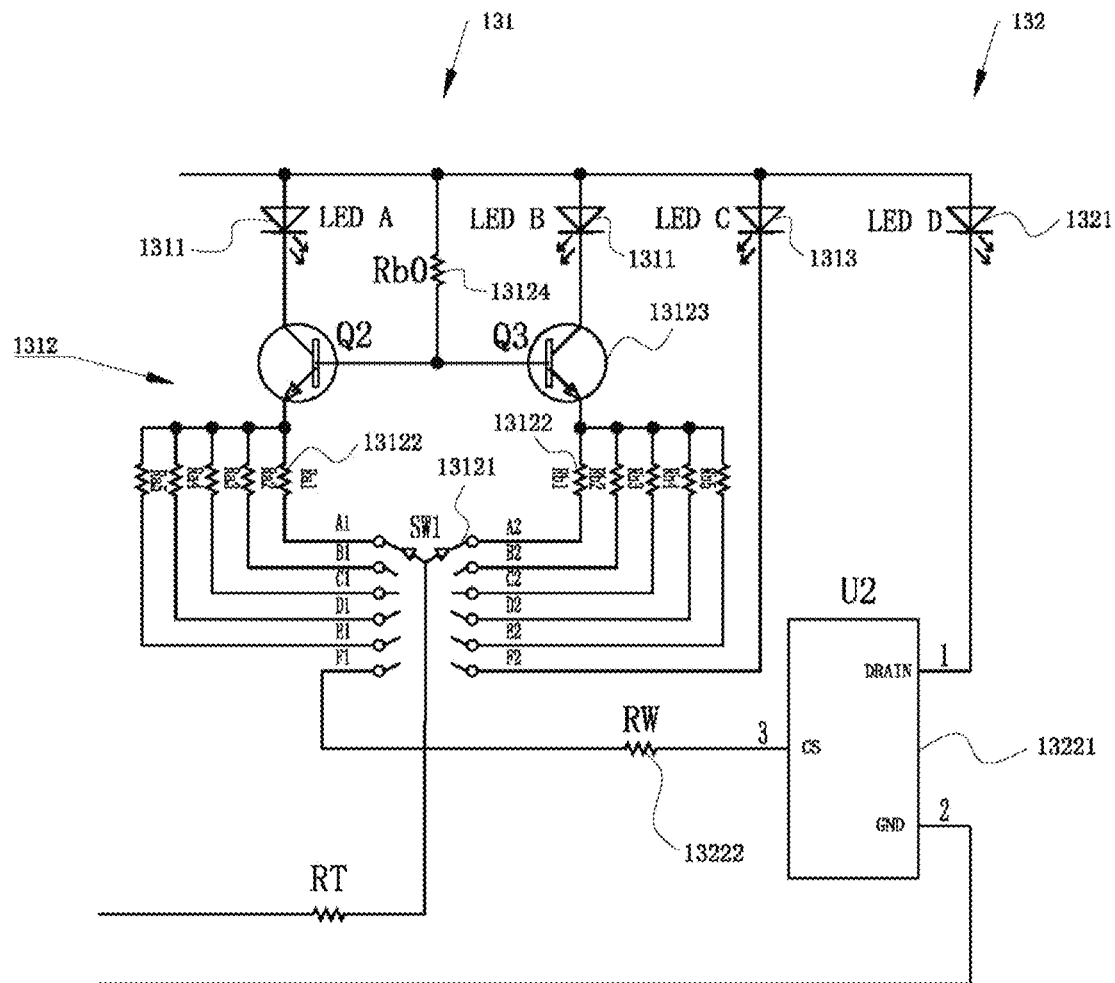 131
132
LED A
LED B
LED C
LED D
1311
1311
1313
1321
Rb0
13124
Q2
Q3
13123
1312
13122
13122
13121
SW1
A1
A2
B1
B2
C1
C2
D1
D2
E1
E2
F1
F2
U2
DRAIN
1
RW
3
CS
13221
GND
2
13222
RT